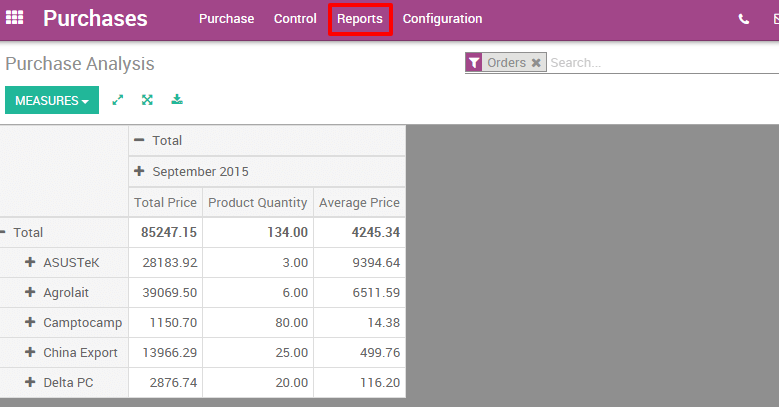 Purchases Purchase Control Reports Configuration
Purchase Analysis
Orders Search...
MEASURES
Total
September 2015
Total Price Product Quantity Average Price
Total 85247.15 134.00 4245.34
ASUSTeK 28183.92 3.00 9394.64
Agrolait 39069.50 6.00 6511.59
Camptocamp 1150.70 80.00 14.38
China Export 13966.29 25.00 499.76
Delta PC 2876.74 20.00 116.20